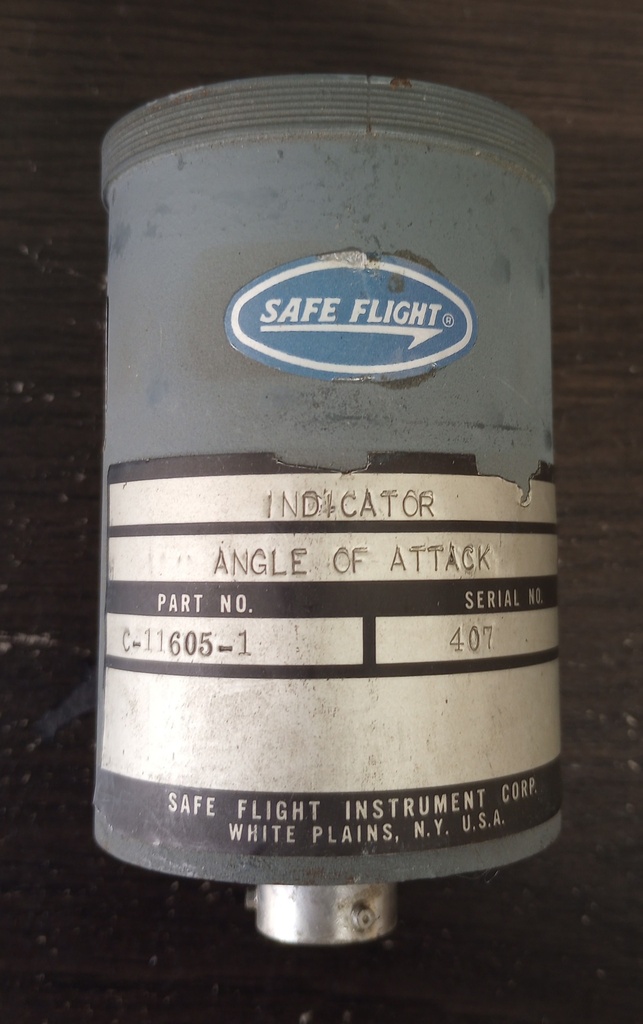 SAFE FLIGHT®
INDICATOR
ANGLE OF ATTACK
PART NO. SERIAL NO.
C-11605-1 407
SAFE FLIGHT INSTRUMENT CORP.
WHITE PLAINS, N.Y. U.S.A.